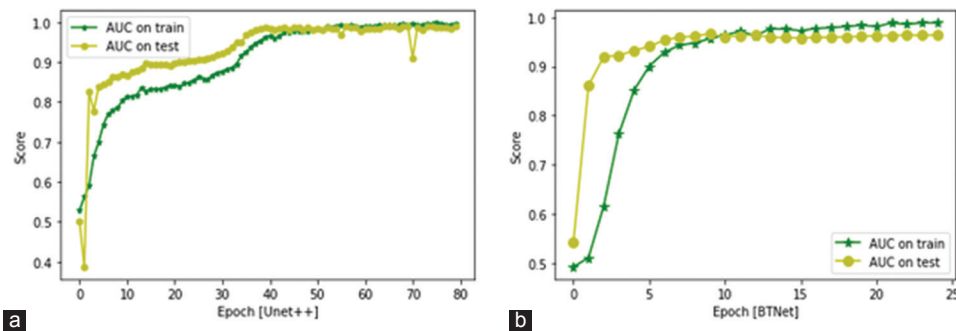 AUC on train
AUC on test
1.0
0.9
0.8
0.7
0.6
0.5
0.4
Score
0 10 20 30 40 50 60 70 80
Epoch [Unet++]
a
1.0
0.9
0.8
0.7
0.6
0.5
Score
AUC on train
AUC on test
0 5 10 15 20 25
Epoch [BTNet]
b